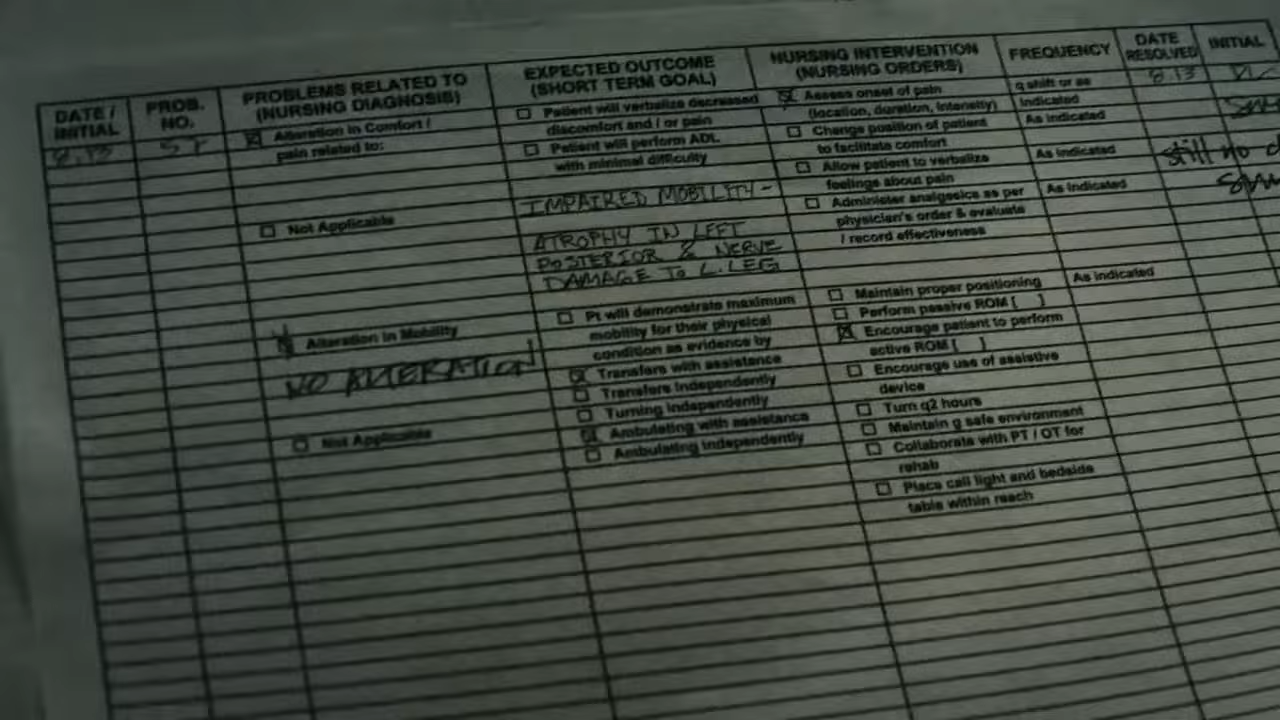 DATE / INITIAL
PROB. NO.
PROBLEMS RELATED TO
(NURSING DIAGNOSIS)
EXPECTED OUTCOME
(SHORT TERM GOAL)
NURSING INTERVENTION
(NURSING ORDERS)
FREQUENCY
DATE RESOLVED
INITIAL
8.13
Alteration in Comfort /
pain related to:
Not Applicable
Alteration in Mobility
Not Applicable
Patient will verbalize decreased
discomfort and / or pain
Patient will perform ADL
with minimal difficulty
IMPAIRED MOBILITY -
ATROPHY IN LEFT
POSTERIOR & NERVE
DAMAGE TO L. LEG
Pt will demonstrate maximum
mobility for their physical
condition as evidence by
Transfers with assistance
Transfers independently
Turning independently
Ambulating with assistance
Ambulating independently
Assess onset of pain
(location, duration, intensity)
Change position of patient
to facilitate comfort
Allow patient to verbalize
feelings about pain
Administer analgesics as per
physician's order & evaluate
/ record effectiveness
Maintain proper positioning
Perform passive ROM [ ]
Encourage patient to perform
active ROM [ ]
Encourage use of assistive
device
Turn q2 hours
Maintain g safe environment
Collaborate with PT / OT for
rehab
Place call light and bedside
table within reach
q shift or as
Indicated
As indicated
As indicated
As indicated
As indicated
8.13
still no